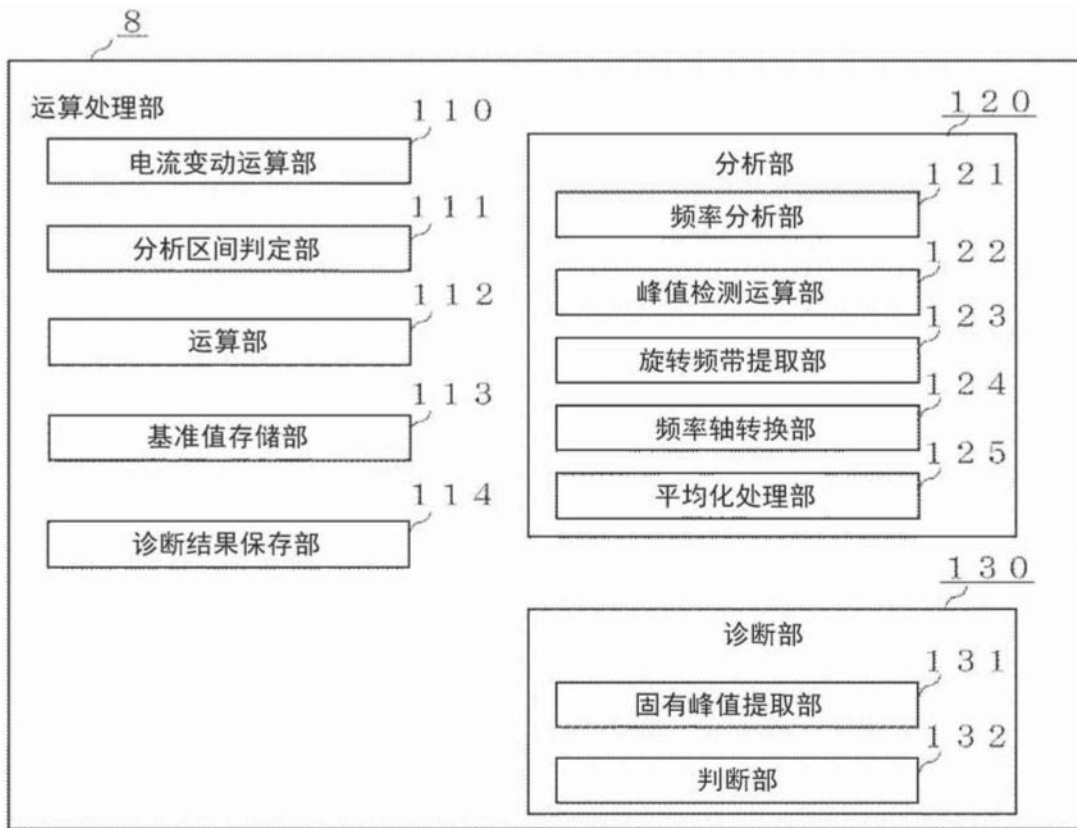 8
运算处理部
110
电流变动运算部
111
分析区间判定部
112
运算部
113
基准值存储部
114
诊断结果保存部
120
分析部
121
频率分析部
122
峰值检测运算部
123
旋转频带提取部
124
频率轴转换部
125
平均化处理部
130
诊断部
131
固有峰值提取部
132
判断部